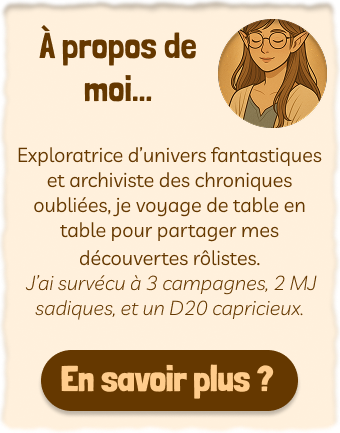 À propos de
moi...
Exploratrice d’univers fantastiques
et archiviste des chroniques
oubliées, je voyage de table en
table pour partager mes
découvertes rôlistes.
J’ai survécu à 3 campagnes, 2 MJ
sadiques, et un D20 capricieux.
En savoir plus ?